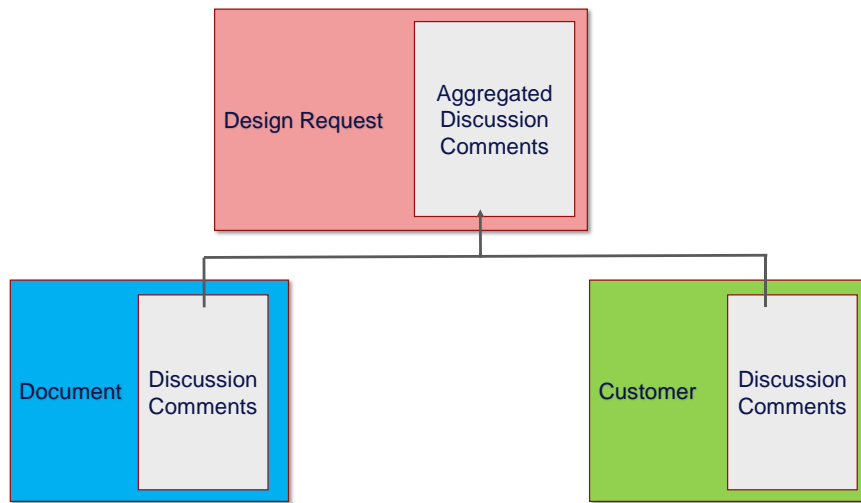 Design Request
Aggregated
Discussion
Comments
Document
Discussion
Comments
Customer
Discussion
Comments